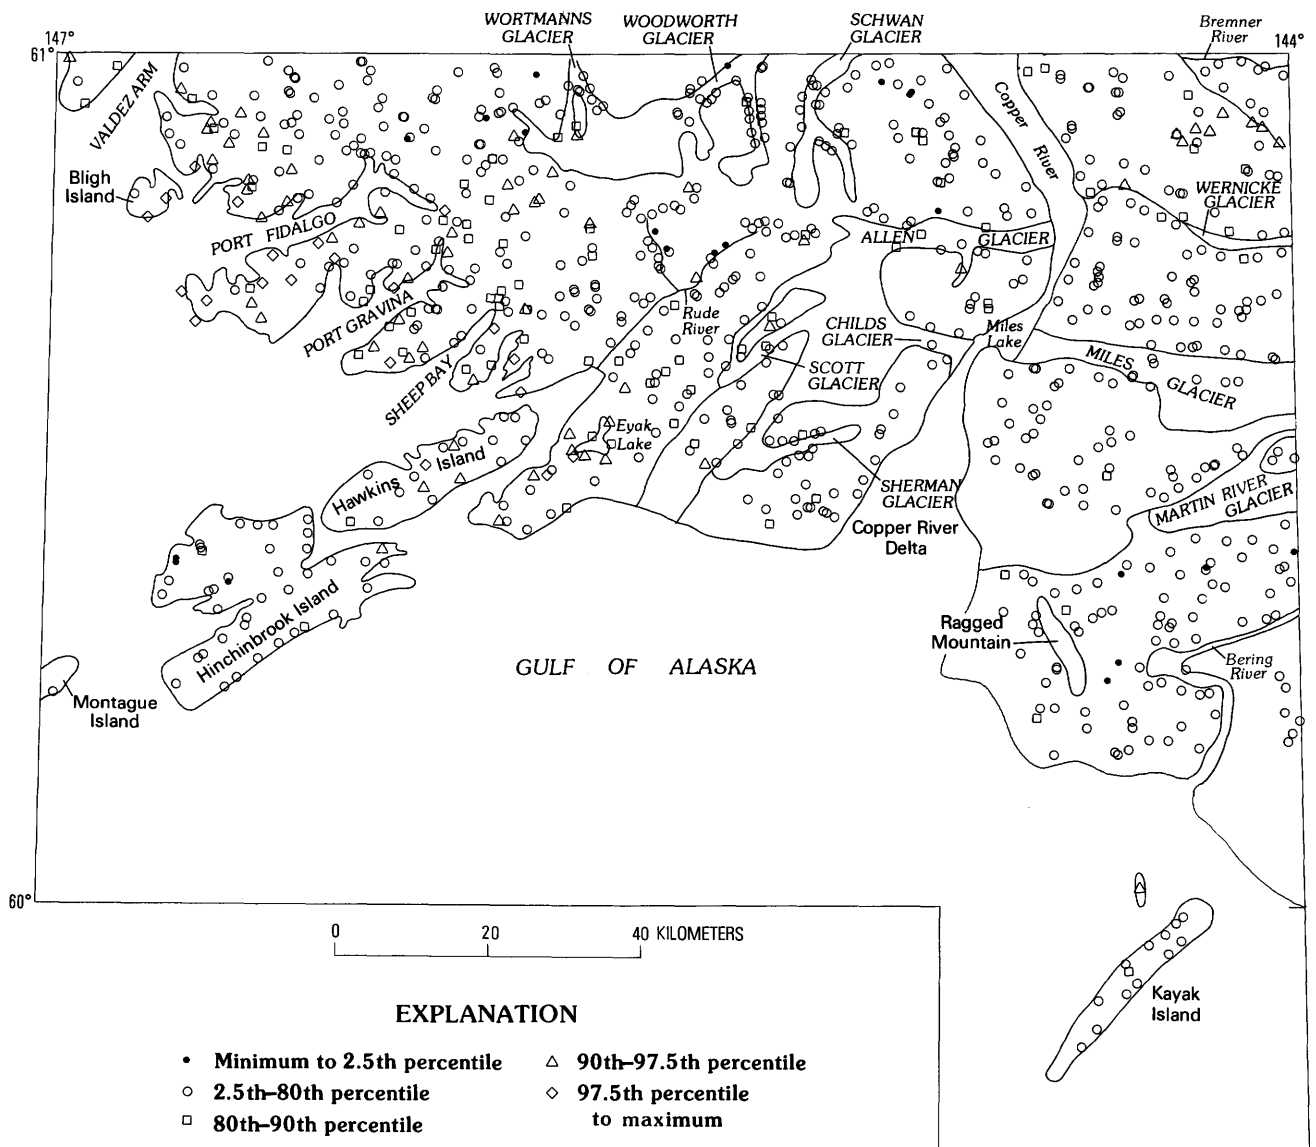 WORTMANNS
GLACIER
WOODWORTH
GLACIER
SCHWAN
GLACIER
Bremner
River
147°
144°
61°
VALDEZ ARM
Copper
River
Bligh
Island
WERNICKE
GLACIER
PORT FIDALGO
ALLEN GLACIER
PORT GRAVINA
Rude
River
CHILDS
GLACIER
Miles
Lake
SHEEP BAY
SCOTT
GLACIER
MILES
GLACIER
Eyak
Lake
Hawkins Island
SHERMAN
GLACIER
MARTIN RIVER
GLACIER
Copper River
Delta
Hinchinbrook Island
Ragged
Mountain
GULF OF ALASKA
Bering
River
Montague
Island
60°
0 20 40 KILOMETERS
Kayak
Island
EXPLANATION
Minimum to 2.5th percentile
2.5th–80th percentile
80th–90th percentile
90th–97.5th percentile
97.5th percentile
to maximum